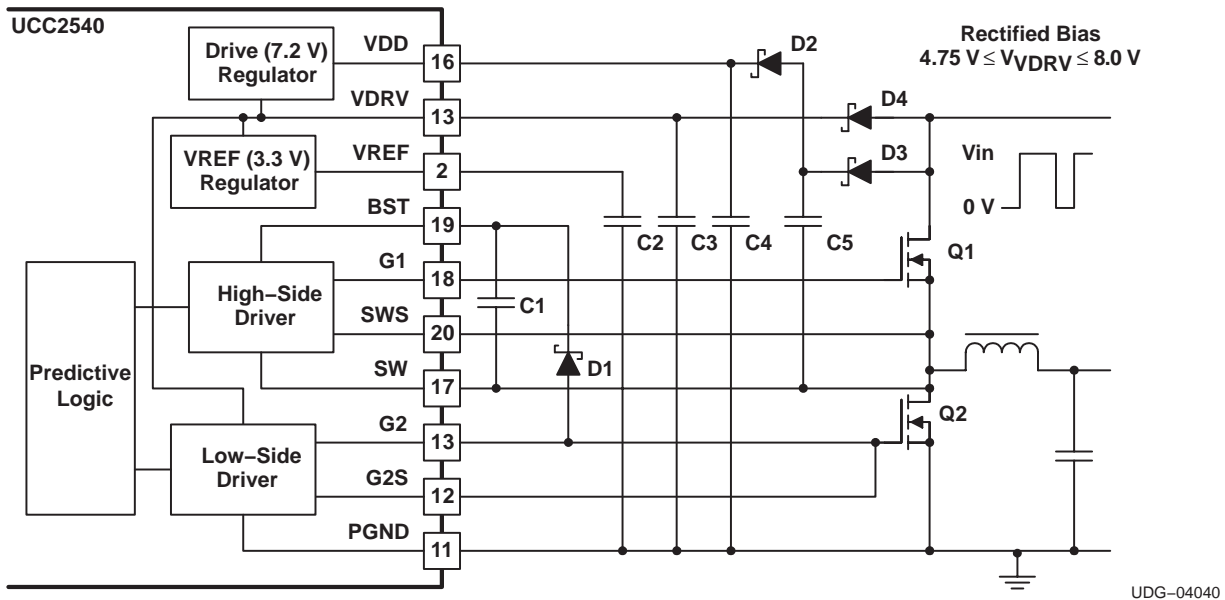 UCC2540
Drive (7.2 V)
Regulator
VDD
16
D2
Rectified Bias
4.75 V ≤ VVDRV ≤ 8.0 V
VDRV
13
D4
VREF (3.3 V)
Regulator
VREF
2
D3
Vin
0 V
BST
19
C2
C3
C4
C5
Q1
G1
18
High−Side
Driver
C1
SWS
20
Predictive
Logic
SW
17
D1
G2
13
Q2
Low−Side
Driver
G2S
12
PGND
11
UDG−04040